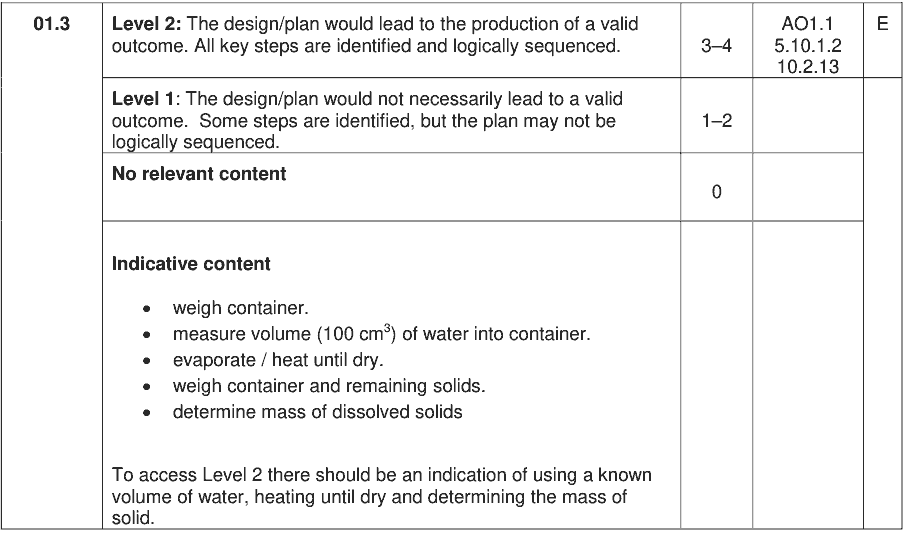 01.3
Level 2: The design/plan would lead to the production of a valid
outcome. All key steps are identified and logically sequenced.
3–4
AO1.1
5.10.1.2
10.2.13
E
Level 1: The design/plan would not necessarily lead to a valid
outcome.  Some steps are identified, but the plan may not be
logically sequenced.
1–2
No relevant content
0
Indicative content
• weigh container.
• measure volume (100 cm³) of water into container.
• evaporate / heat until dry.
• weigh container and remaining solids.
• determine mass of dissolved solids
To access Level 2 there should be an indication of using a known
volume of water, heating until dry and determining the mass of
solid.